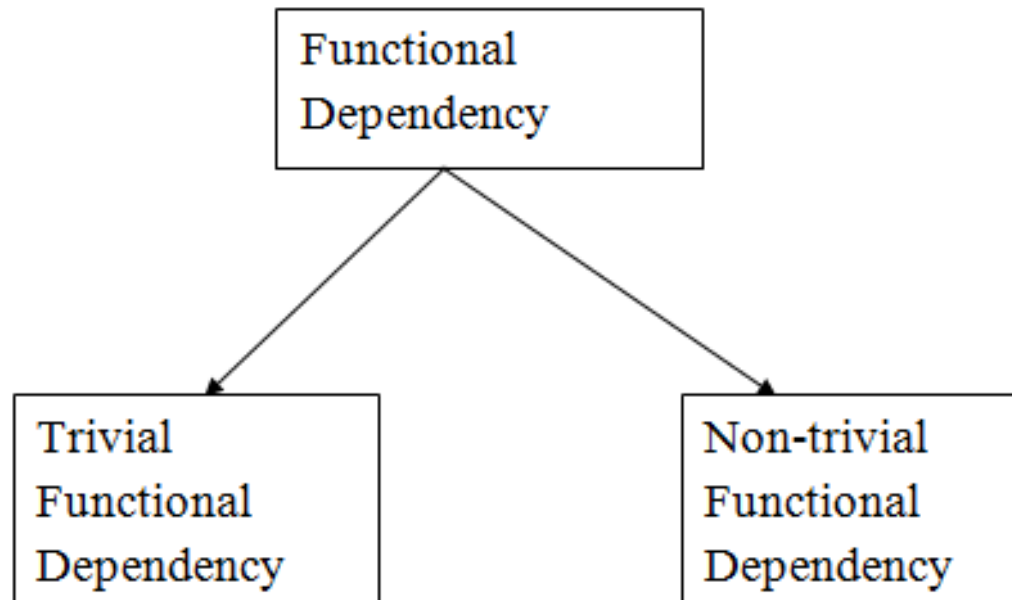 Functional
Dependency
Trivial
Functional
Dependency
Non-trivial
Functional
Dependency